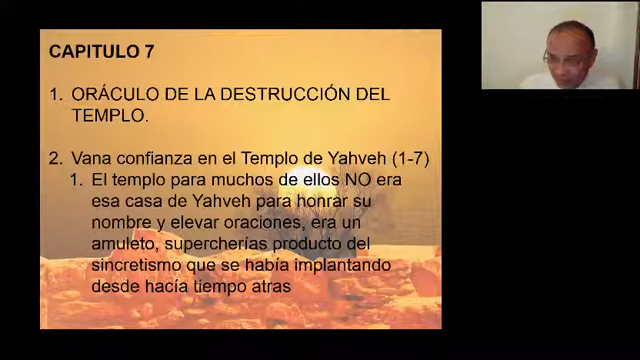 CAPITULO 7
1. ORÁCULO DE LA DESTRUCCIÓN DEL
TEMPLO.
2. Vana confianza en el Templo de Yahveh (1-7)
1. El templo para muchos de ellos NO era
esa casa de Yahveh para honrar su
nombre y elevar oraciones, era un
amuleto, supercherías producto del
sincretismo que se había implantando
desde hacía tiempo atras